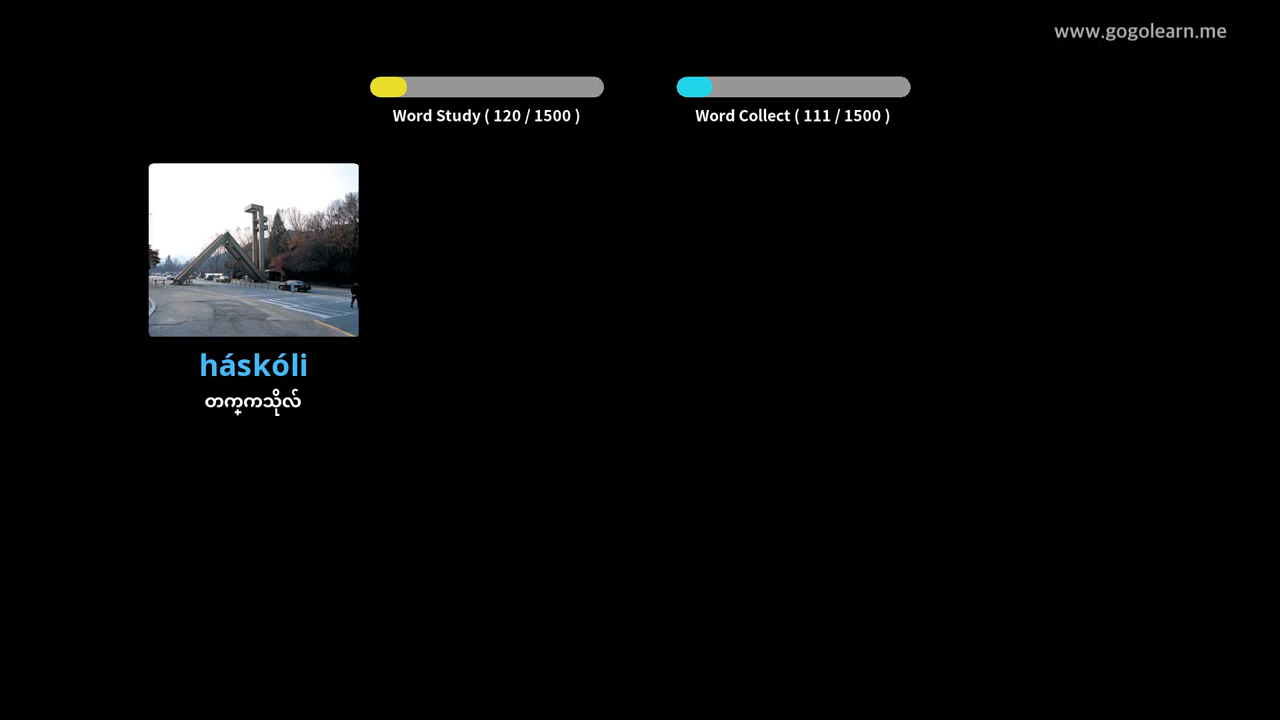 www.gogolearn.me
Word Study ( 120 / 1500 )
Word Collect ( 111 / 1500 )
háskóli
တက္ကသိုလ်